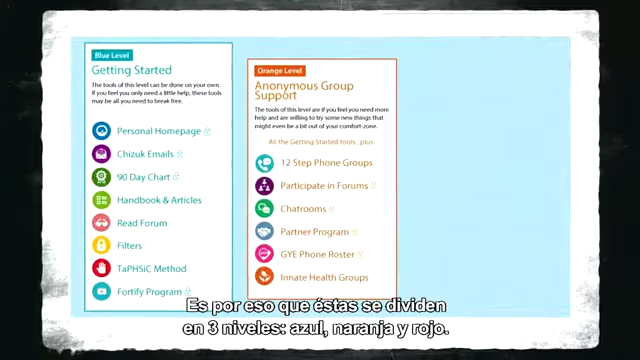 Blue Level
Getting Started
The tools of this level can be done on your own.
If you feel you only need a little help, these tools
may be all you need to break free.
Personal Homepage
Chizuk Emails
90 Day Chart
Handbook & Articles
Read Forum
Filters
TaPHSiC Method
Fortify Program
Orange Level
Anonymous Group
Support
The tools of this level are if you feel you need more
help and are willing to try some new things that
might even be a bit out of your comfort-zone.
All the Getting Started tools, plus:
12 Step Phone Groups
Participate in Forums
Chatrooms
Partner Program
GYE Phone Roster
Innate Health Groups
Es por eso que éstas se dividen
en 3 niveles: azul, naranja y rojo.